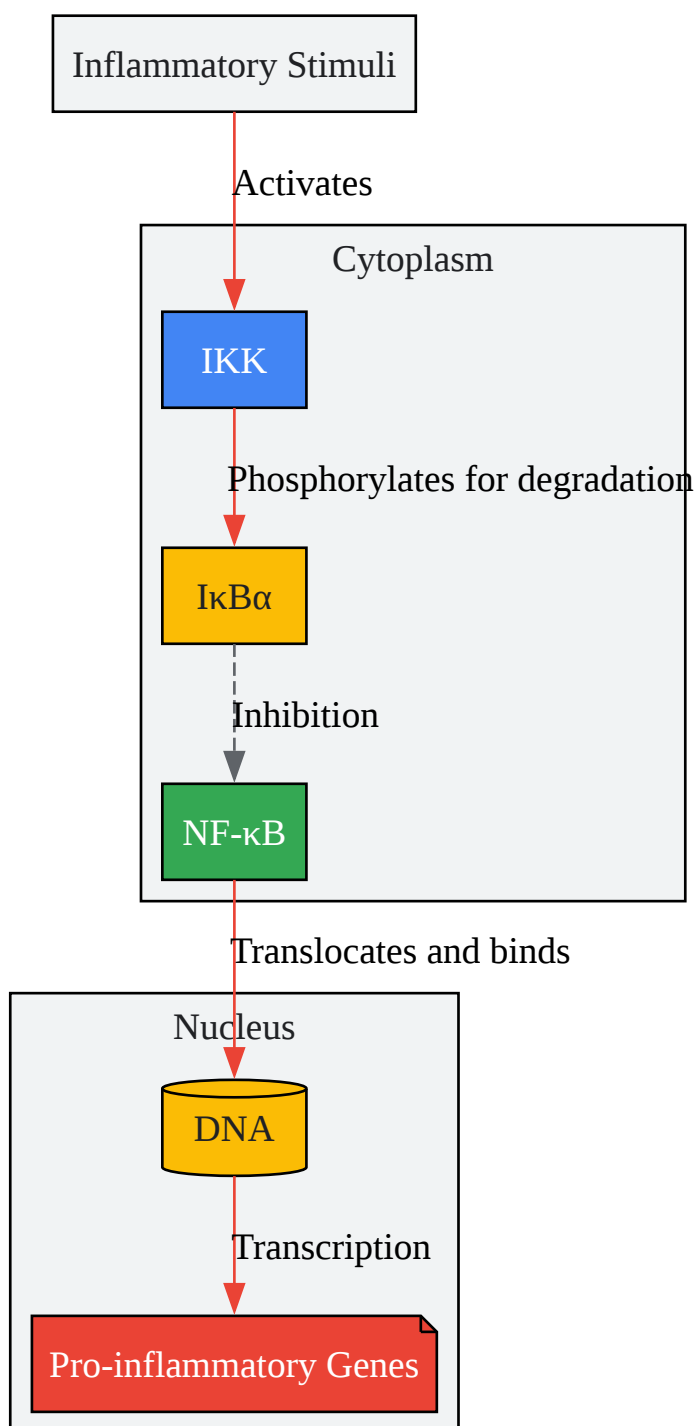 Inflammatory Stimuli
Activates
Cytoplasm
IKK
Phosphorylates for degradation
IκBα
Inhibition
NF-κB
Translocates and binds
Nucleus
DNA
Transcription
Pro-inflammatory Genes